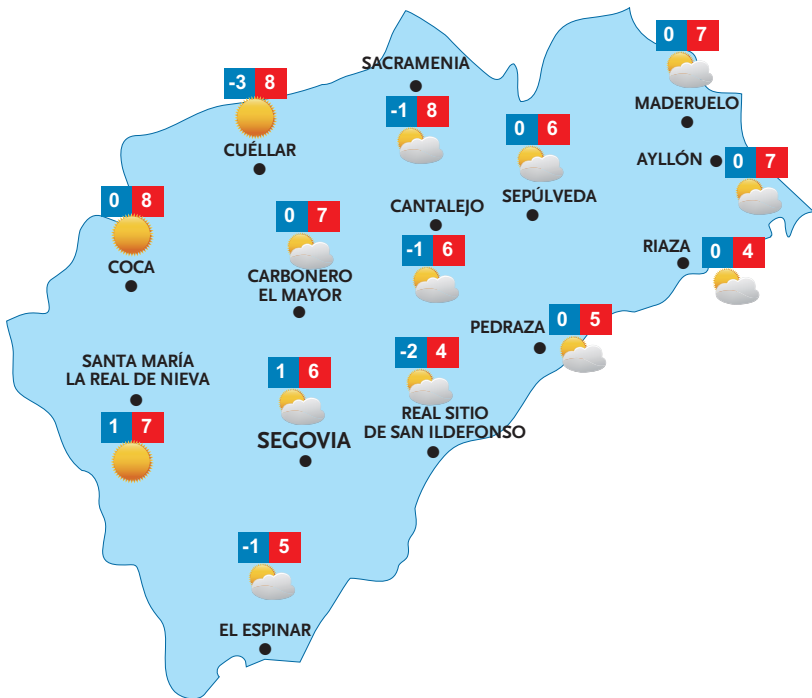 0 7
MADERUELO
SACRAMENIA
-1 8
-3 8
CUÉLLAR
0 6
SEPÚLVEDA
AYLLÓN
0 7
0 8
COCA
0 7
CARBONERO
EL MAYOR
CANTALEJO
-1 6
RIAZA
0 4
PEDRAZA
0 5
SANTA MARÍA
LA REAL DE NIEVA
1 7
1 6
SEGOVIA
-2 4
REAL SITIO
DE SAN ILDEFONSO
-1 5
EL ESPINAR